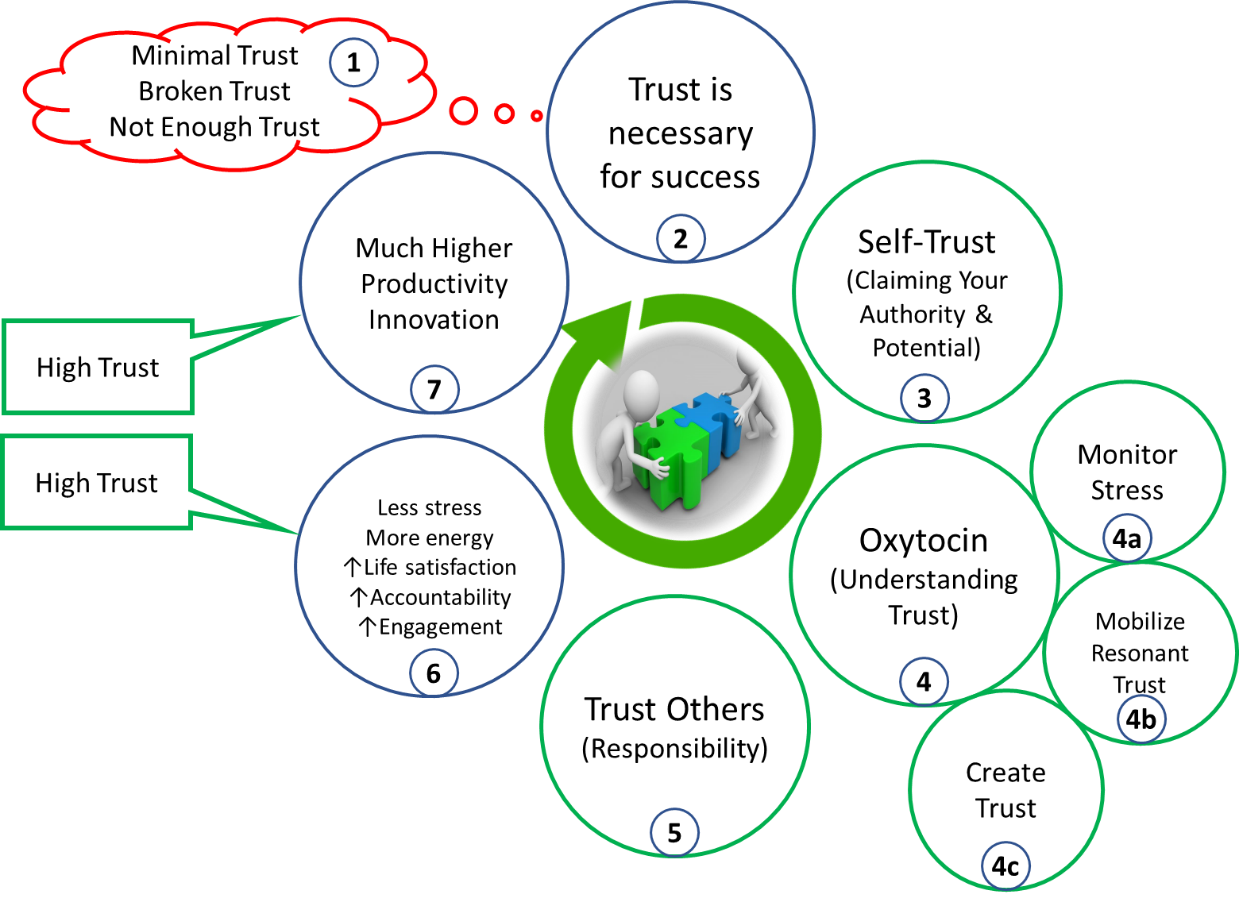 Minimal Trust
Broken Trust
Not Enough Trust
1
Trust is
necessary
for success
2
Self-Trust
(Claiming Your
Authority &
Potential)
3
Oxytocin
(Understanding
Trust)
4
Monitor
Stress
4a
Mobilize
Resonant
Trust
4b
Create
Trust
4c
Trust Others
(Responsibility)
5
Less stress
More energy
↑Life satisfaction
↑Accountability
↑Engagement
6
High Trust
Much Higher
Productivity
Innovation
7
High Trust